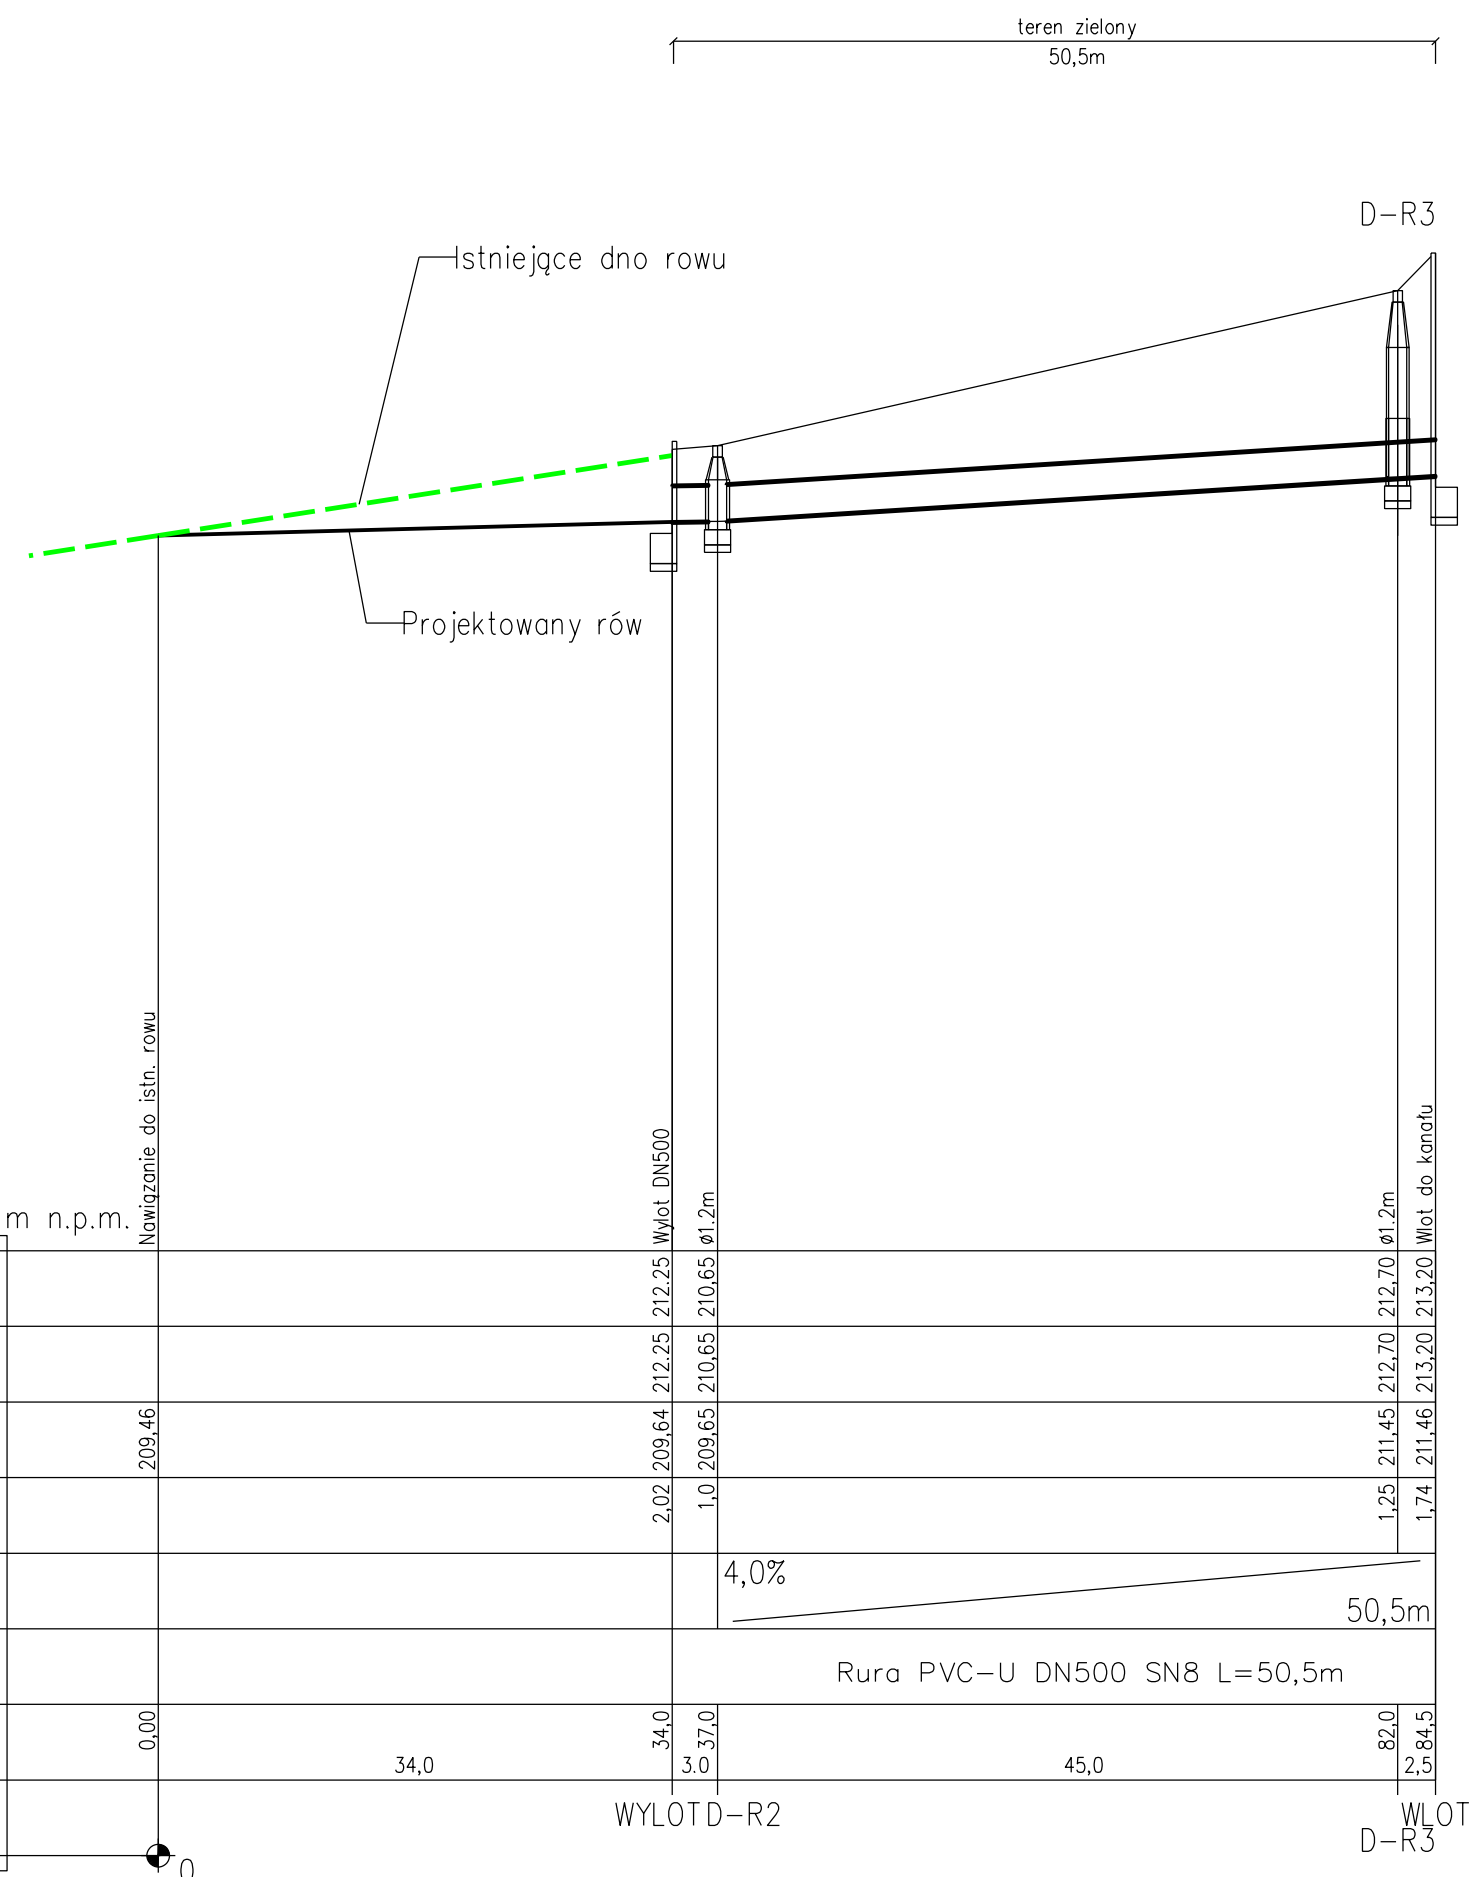 teren zielony
50,5m
D-R3
Istniejące dno rowu
Projektowany rów
m n.p.m.
Nawiązanie do istn. rowu
Wylot DN500
ø1.2m
ø1.2m
Wlot do kanału
212.25 210,65 212,70 213,20
212.25 210,65 212,70 213,20
209,46 209,64 209,65 211,45 211,46
2,02 1,0 1,25 1,74
4,0%
50,5m
Rura PVC-U DN500 SN8 L=50,5m
0,00 34,0 37,0 82,0 84,5
34,0 3.0 45,0 2,5
WYLOT D-R2 WLOT
D-R3
0